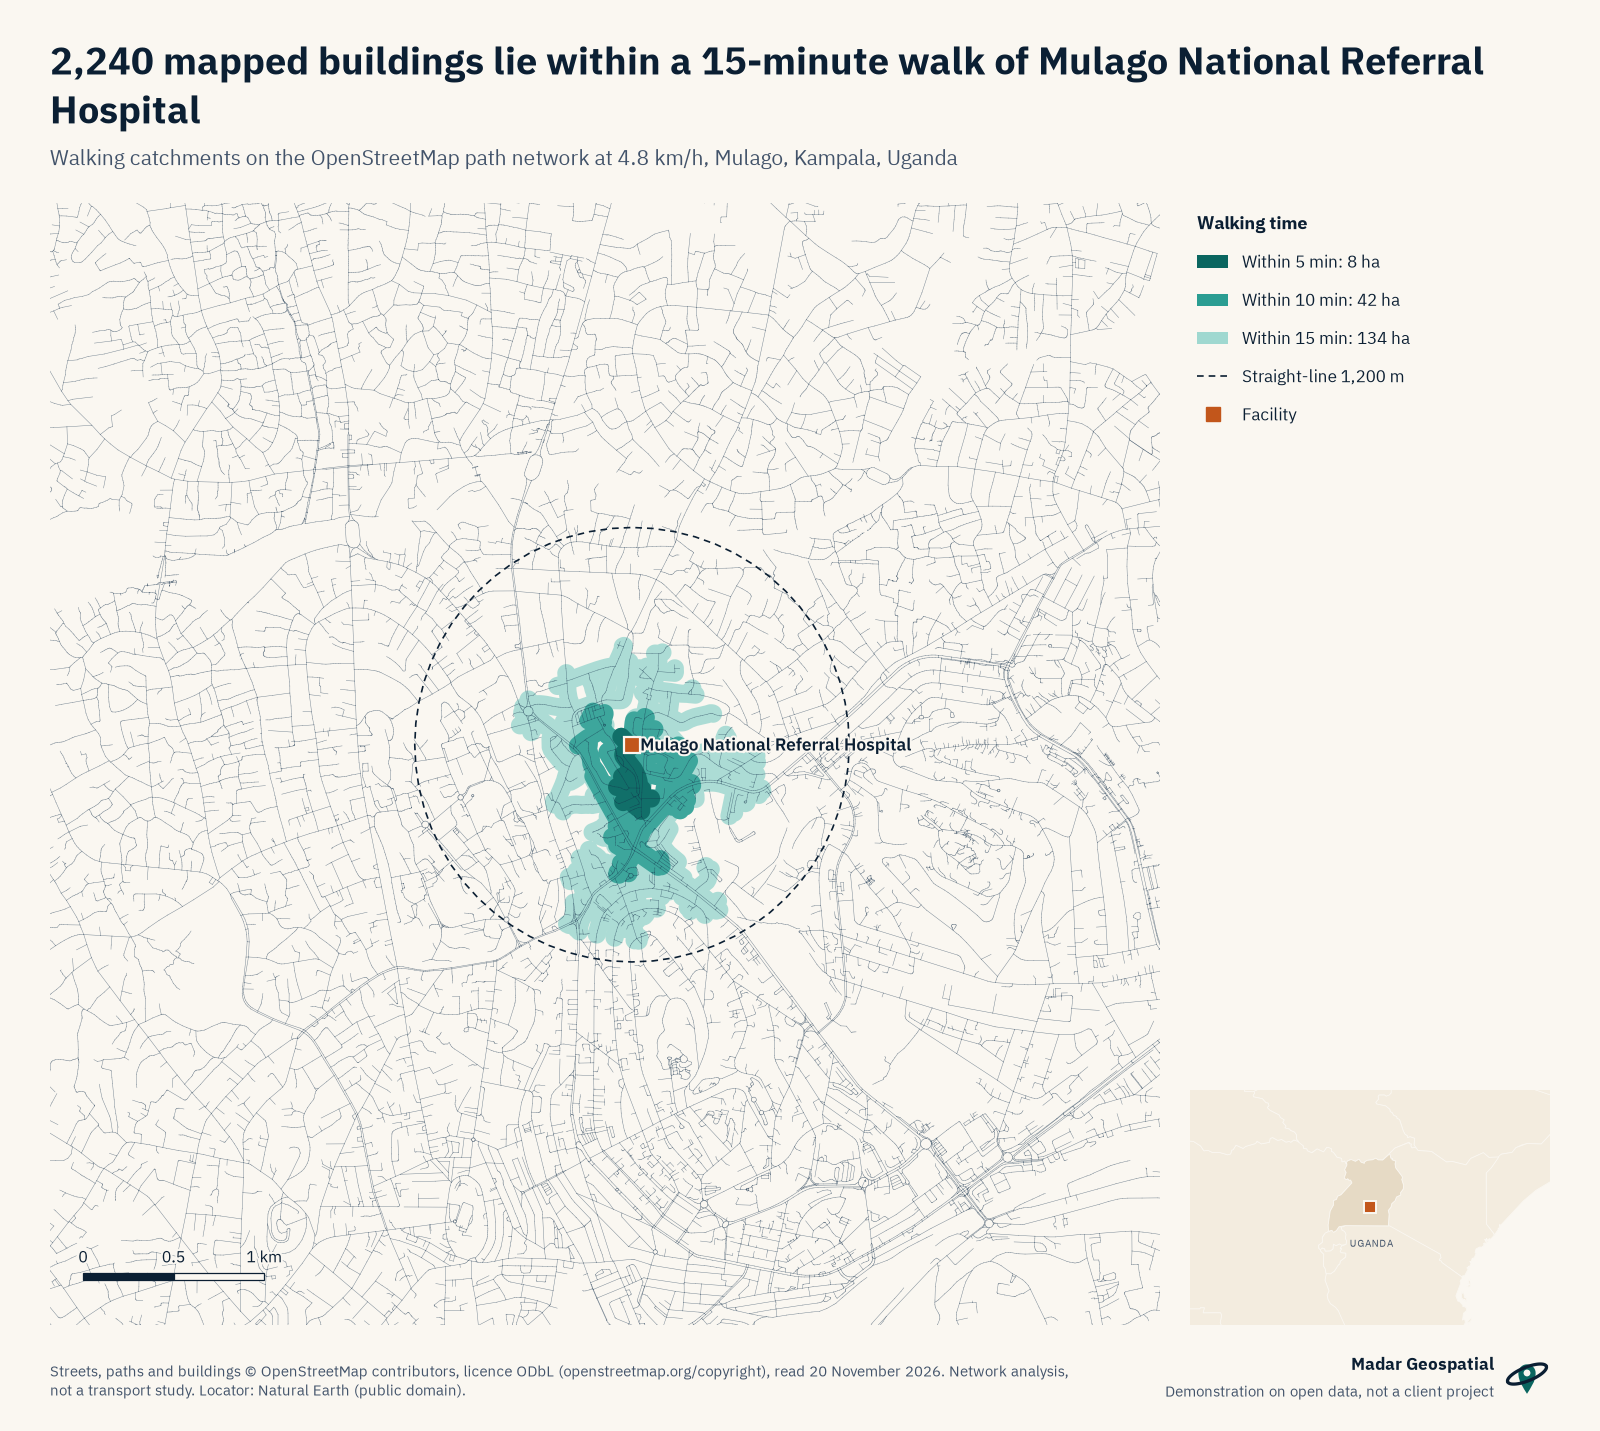 2,240 mapped buildings lie within a 15-minute walk of Mulago National Referral
Hospital
Walking catchments on the OpenStreetMap path network at 4.8 km/h, Mulago, Kampala, Uganda
Walking time
Within 5 min: 8 ha
Within 10 min: 42 ha
Within 15 min: 134 ha
Straight-line 1,200 m
Facility
Mulago National Referral Hospital
0 0.5 1 km
UGANDA
Streets, paths and buildings © OpenStreetMap contributors, licence ODbL (openstreetmap.org/copyright), read 20 November 2026. Network analysis,
not a transport study. Locator: Natural Earth (public domain).
Madar Geospatial
Demonstration on open data, not a client project